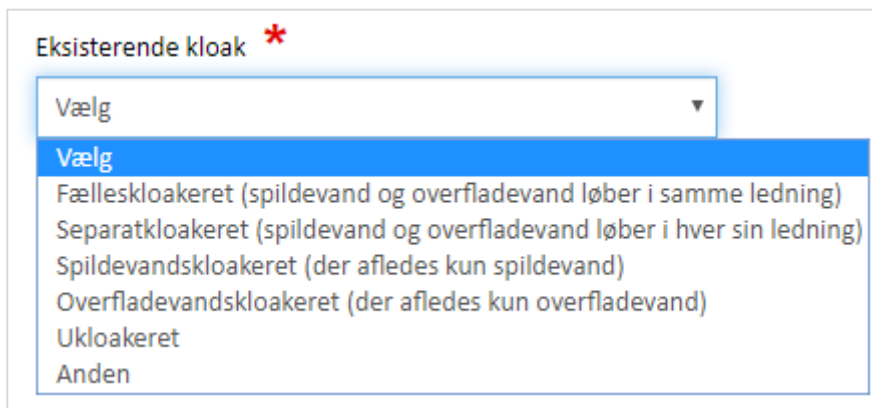 Eksisterende kloak *
Vælg
Vælg
Fælleskloakeret (spildevand og overfladevand løber i samme ledning)
Separatkloakeret (spildevand og overfladevand løber i hver sin ledning)
Spildevandskloakeret (der afledes kun spildevand)
Overfladevandskloakeret (der afledes kun overfladevand)
Ukloakeret
Anden